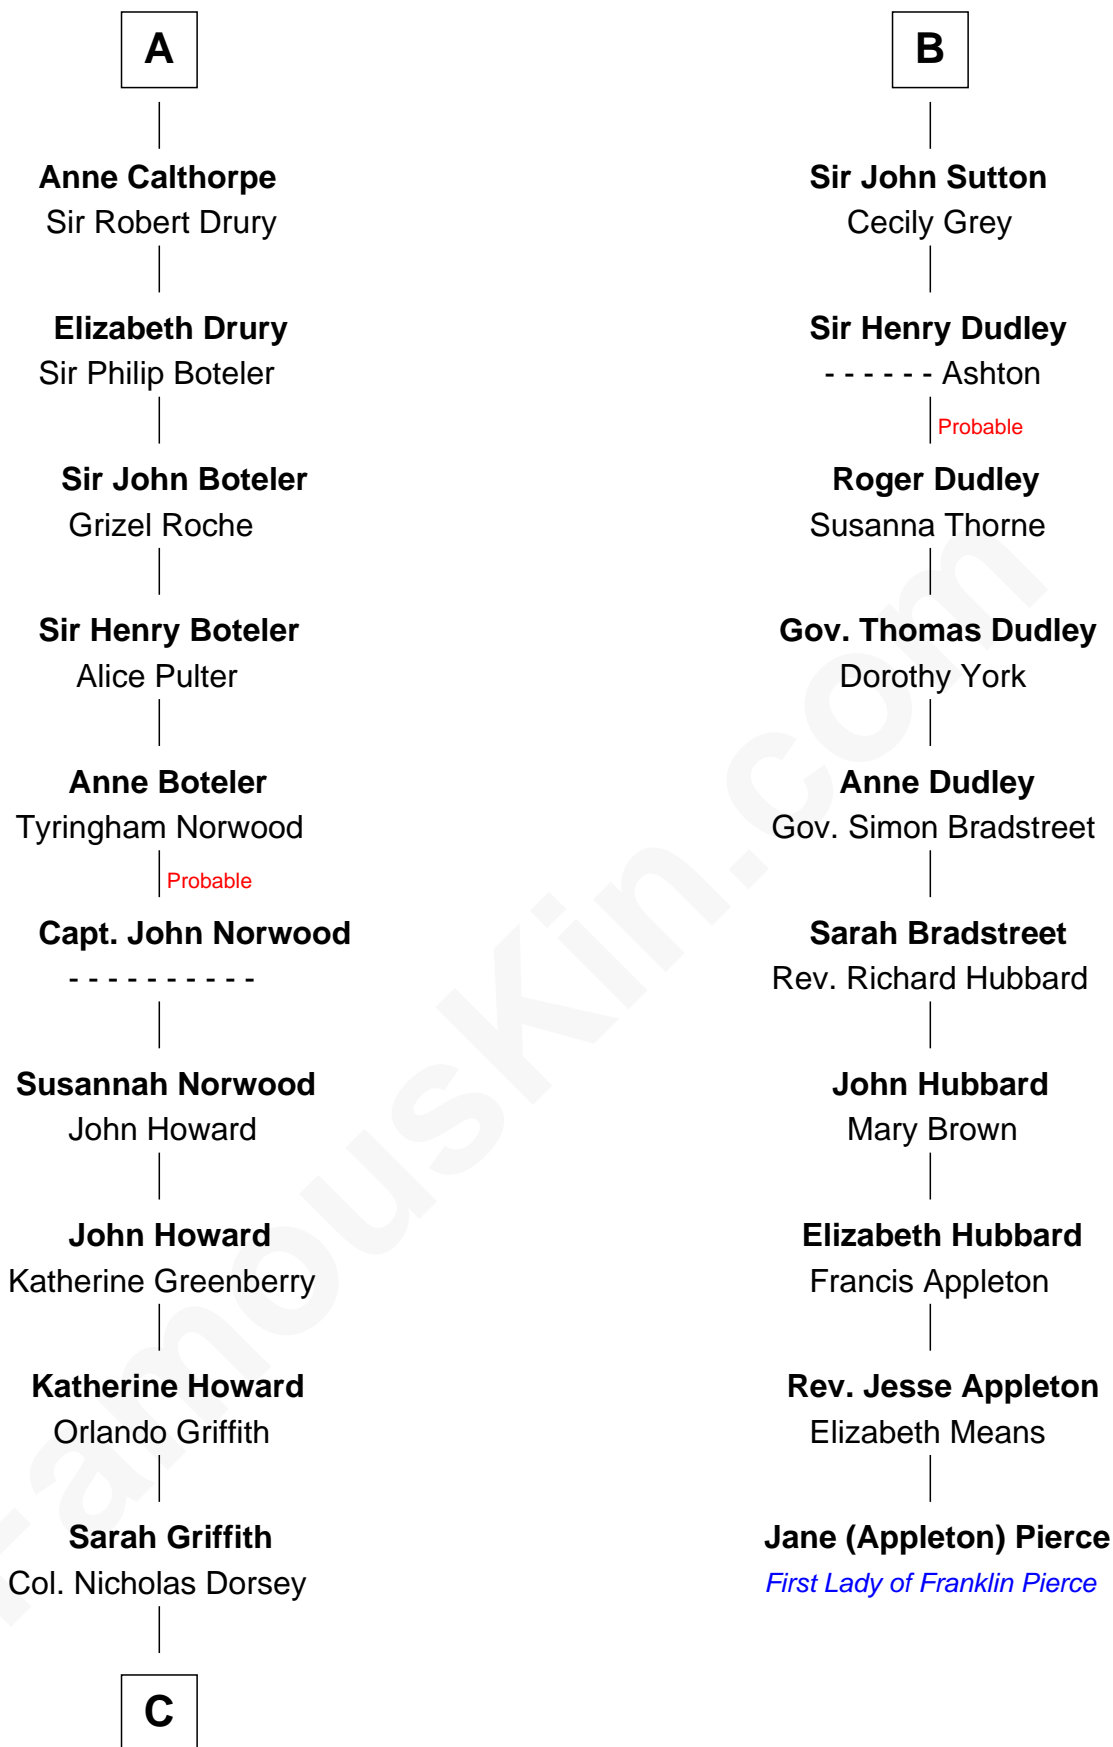 A
Anne Calthorpe
Sir Robert Drury
Elizabeth Drury
Sir Philip Boteler
Sir John Boteler
Grizel Roche
Sir Henry Boteler
Alice Pulter
Anne Boteler
Tyringham Norwood
Probable
Capt. John Norwood
- - - - - - - - - -
Susannah Norwood
John Howard
John Howard
Katherine Greenberry
Katherine Howard
Orlando Griffith
Sarah Griffith
Col. Nicholas Dorsey
C
B
Sir John Sutton
Cecily Grey
Sir Henry Dudley
- - - - - - Ashton
Probable
Roger Dudley
Susanna Thorne
Gov. Thomas Dudley
Dorothy York
Anne Dudley
Gov. Simon Bradstreet
Sarah Bradstreet
Rev. Richard Hubbard
John Hubbard
Mary Brown
Elizabeth Hubbard
Francis Appleton
Rev. Jesse Appleton
Elizabeth Means
Jane (Appleton) Pierce
First Lady of Franklin Pierce
FamousKin.com